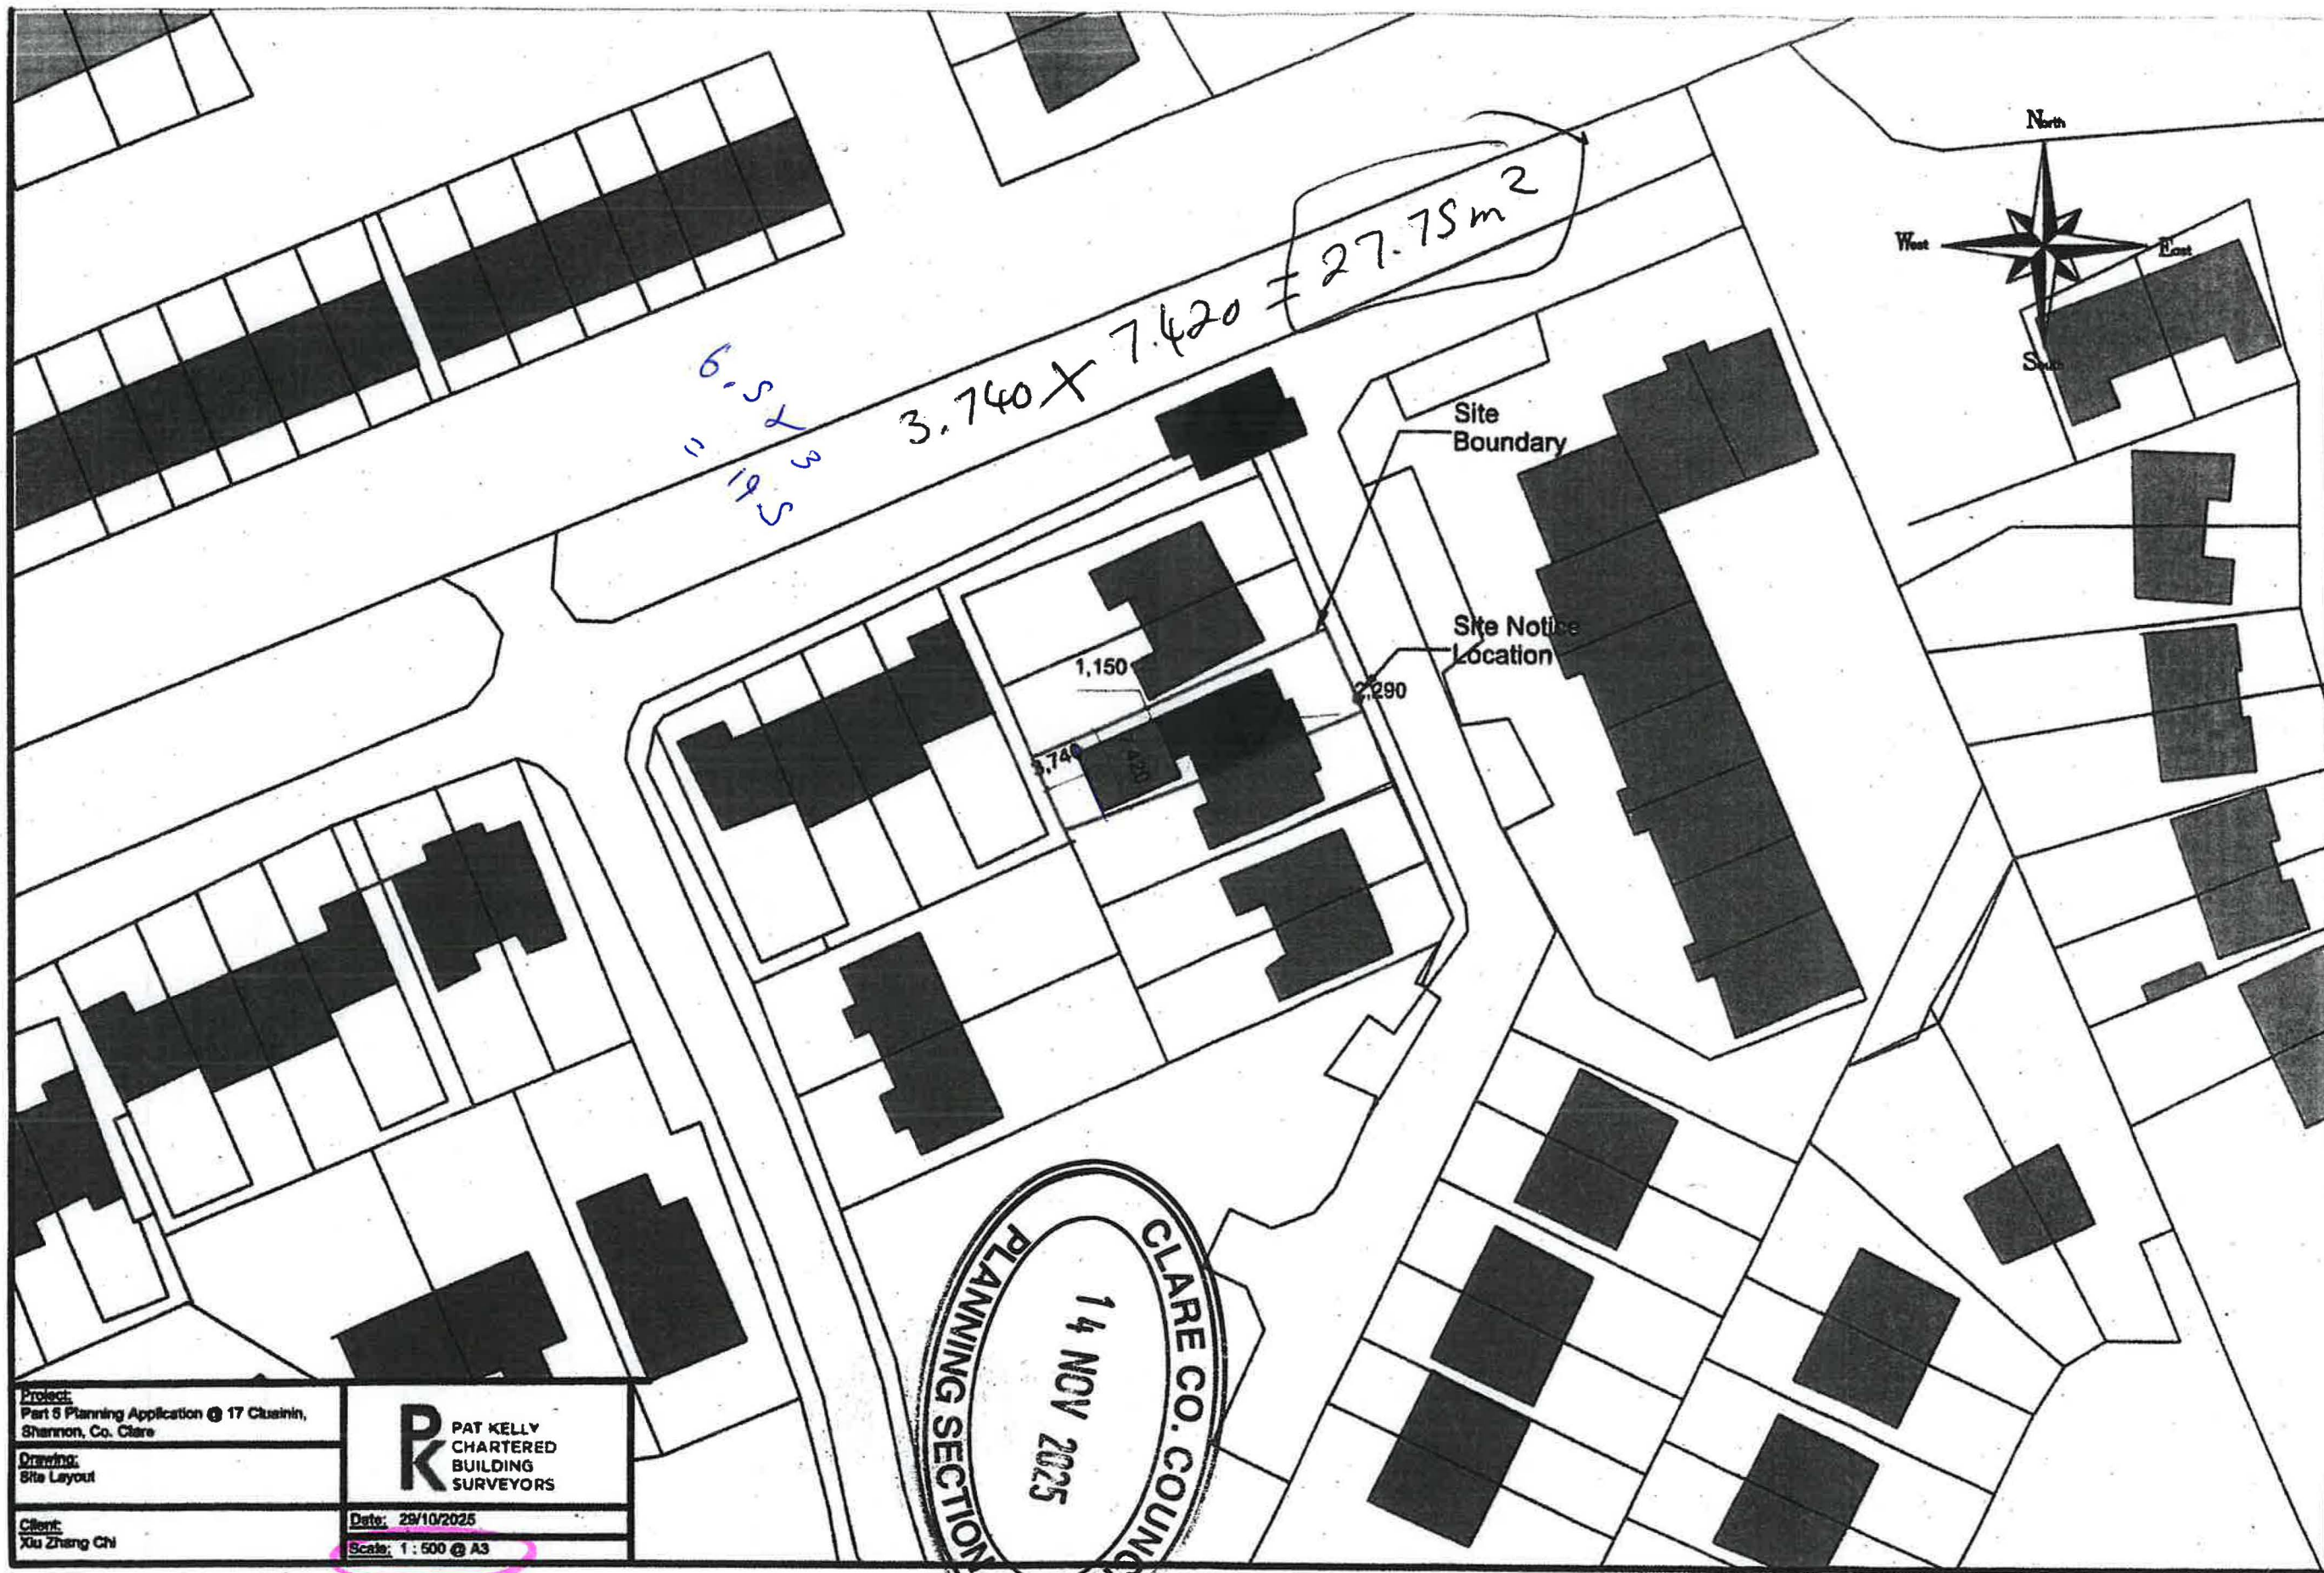 North
West
East
South
3.740 X 7.420 = 27.75m²
6.5 x 3
= 19.5
Site
Boundary
Site Notice
Location
1,150
2,290
3,740
420
Project:
Part 5 Planning Application @ 17 Cluainin,
Shannon, Co. Clare
Drawing:
Site Layout
Client:
Xiu Zhang Chi
PK
PAT KELLY
CHARTERED
BUILDING
SURVEYORS
Date: 29/10/2025
Scale: 1 : 500 @ A3
CLARE CO. COUN
14 NOV 2025
PLANNING SECTION